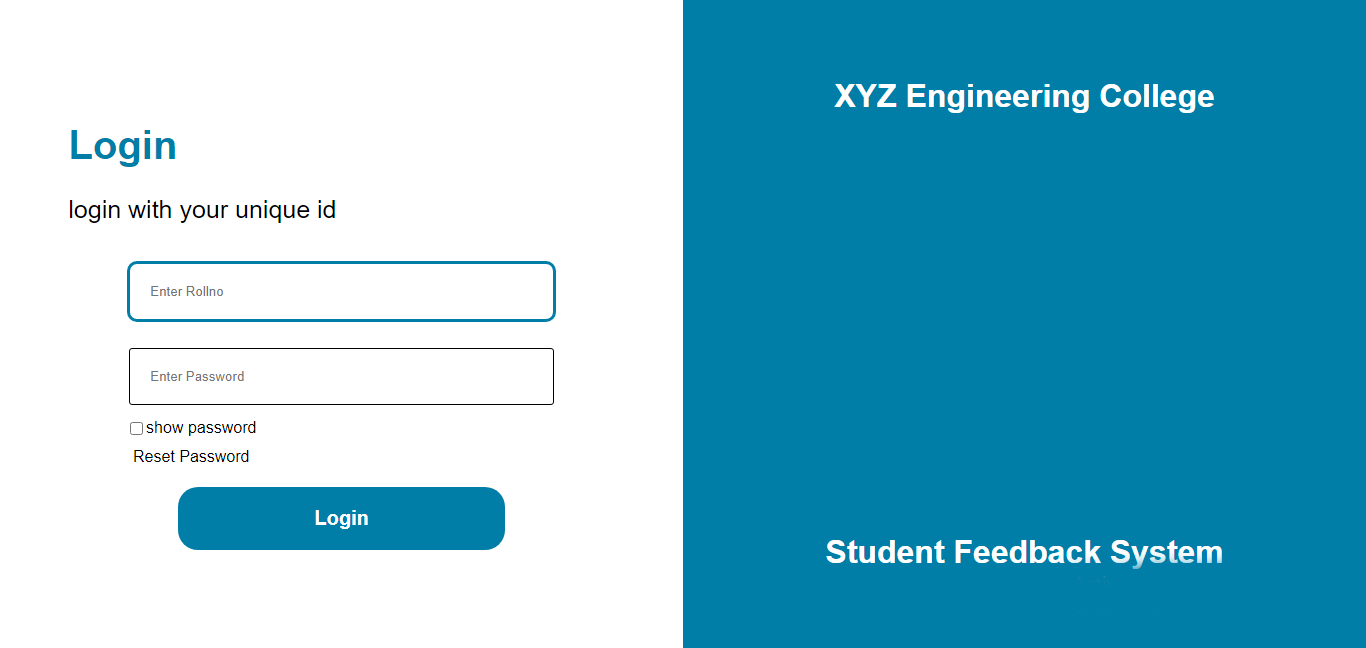 Login
login with your unique id
Enter Rollno
Enter Password
show password
Reset Password
Login
XYZ Engineering College
Student Feedback System